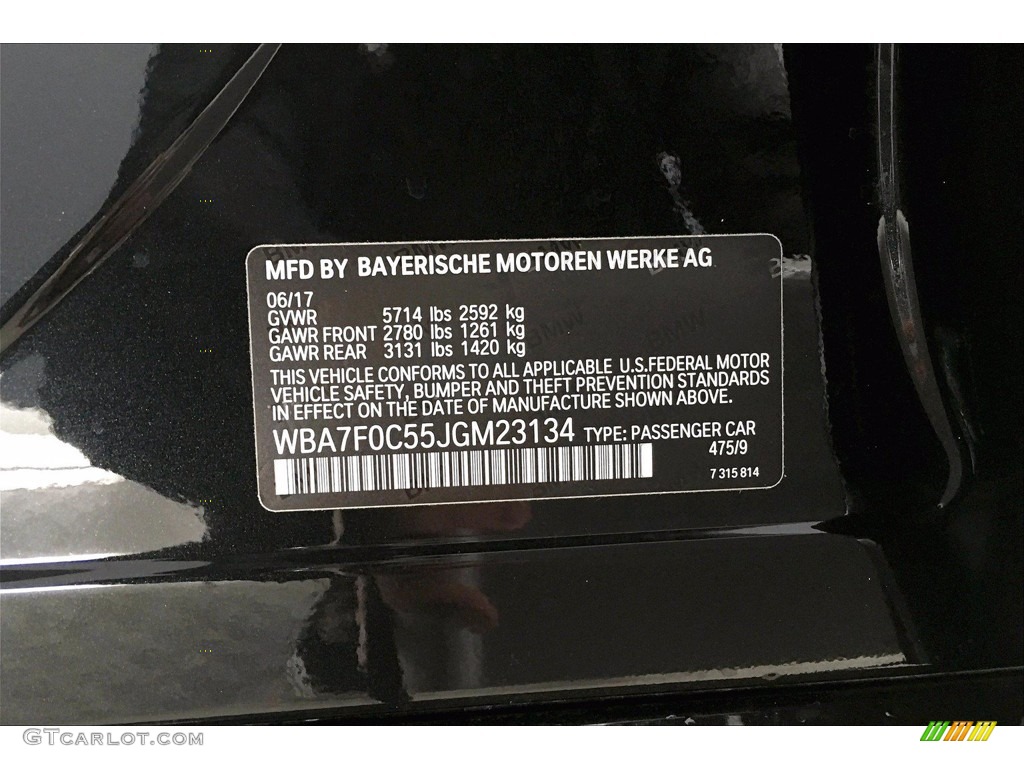 MFD BY BAYERISCHE MOTOREN WERKE AG
06/17
GVWR 5714 lbs 2592 kg
GAWR FRONT 2780 lbs 1261 kg
GAWR REAR 3131 lbs 1420 kg
THIS VEHICLE CONFORMS TO ALL APPLICABLE U.S.FEDERAL MOTOR
VEHICLE SAFETY, BUMPER AND THEFT PREVENTION STANDARDS
IN EFFECT ON THE DATE OF MANUFACTURE SHOWN ABOVE.
WBA7F0C55JGM23134 TYPE: PASSENGER CAR
475/9
7 315 814
GTcarlot.com